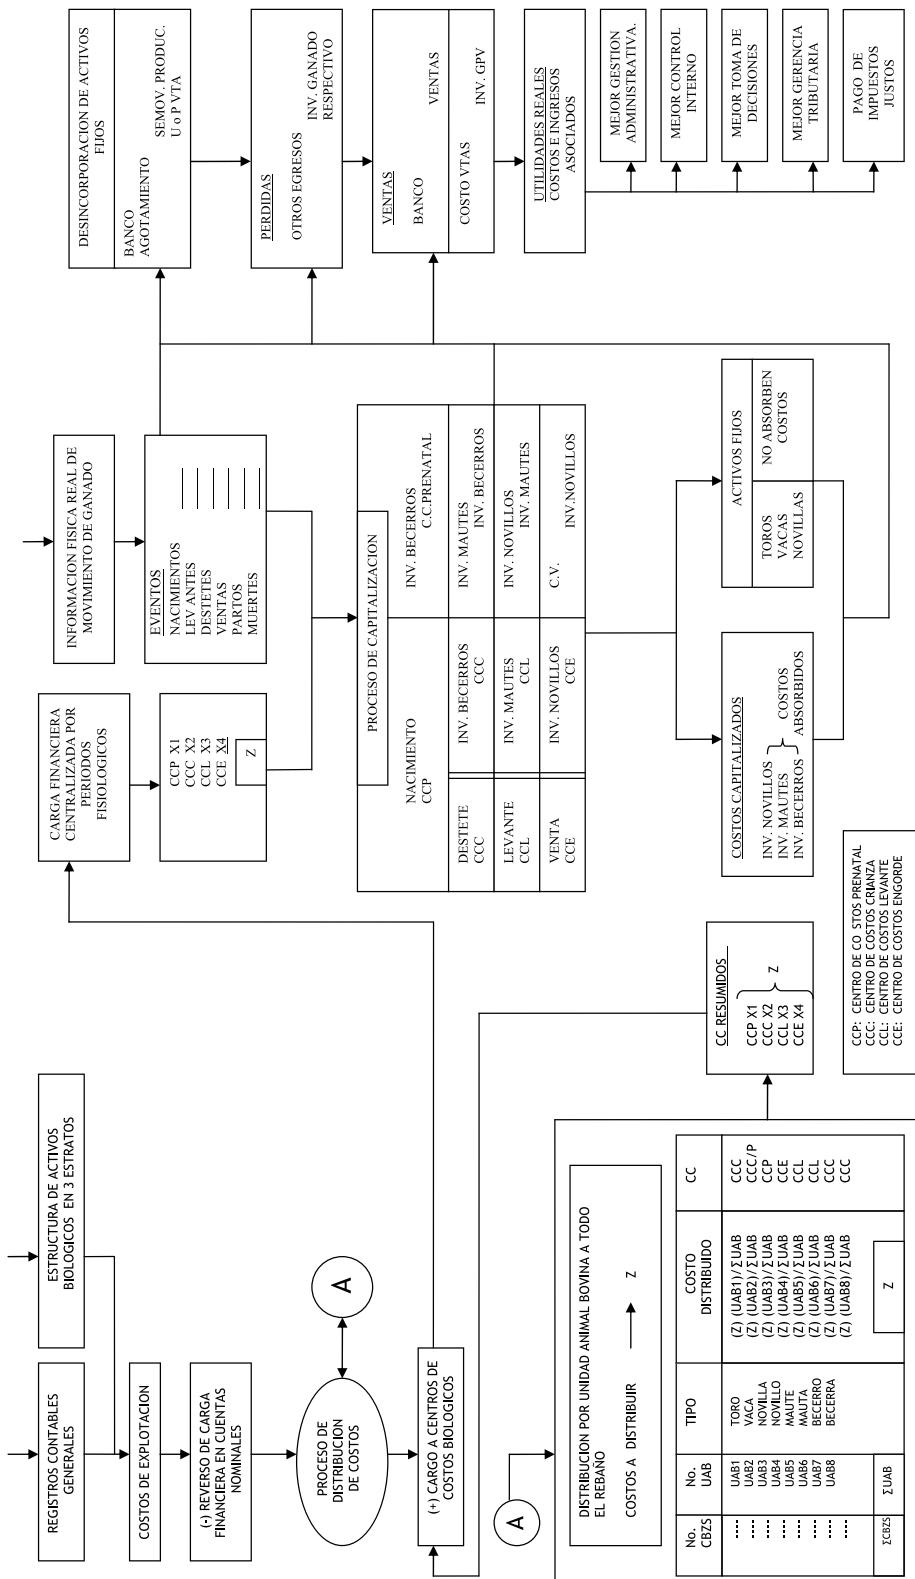 REGISTROS CONTABLES
GENERALES
ESTRUCTURA DE ACTIVOS
BIOLOGICOS EN 3 ESTRATOS
COSTOS DE EXPLOTACION
(-) REVERSO DE CARGA
FINANCIERA EN CUENTAS
NOMINALES
PROCESO DE
DISTRIBUCION
DE COSTOS
A
(+) CARGO A CENTROS DE
COSTOS BIOLOGICOS
A
DISTRIBUCION POR UNIDAD ANIMAL BOVINA A TODO
EL REBAÑO
COSTOS A DISTRIBUIR Z
No. CBZS No. UAB TIPO COSTO DISTRIBUIDO CC
---- UAB1 TORO (Z) (UAB1)/ΣUAB CCC
---- UAB2 VACA (Z) (UAB2)/ΣUAB CCC/P
---- UAB3 NOVILLA (Z) (UAB3)/ΣUAB CCP
---- UAB4 NOVILLO (Z) (UAB4)/ΣUAB CCE
---- UAB5 MAUTE (Z) (UAB5)/ΣUAB CCL
---- UAB6 MAUTA (Z) (UAB6)/ΣUAB CCL
---- UAB7 BECERRO (Z) (UAB7)/ΣUAB CCC
---- UAB8 BECERRA (Z) (UAB8)/ΣUAB CCC
ΣCBZS ΣUAB Z
CC RESUMIDOS
CCP X1
CCC X2
CCL X3
CCE X4
Z
CCP: CENTRO DE CO STOS PRENATAL
CCC: CENTRO DE COSTOS CRIANZA
CCL: CENTRO DE COSTOS LEVANTE
CCE: CENTRO DE COSTOS ENGORDE
CARGA FINANCIERA
CENTRALIZADA POR
PERIODOS
FISIOLOGICOS
CCP X1
CCC X2
CCL X3
CCE X4
Z
INFORMACION FISICA REAL DE
MOVIMIENTO DE GANADO
EVENTOS
NACIMIENTOS
LEV ANTES
DESTETES
VENTAS
PARTOS
MUERTES
PROCESO DE CAPITALIZACION
NACIMIENTO INV. BECERROS
CCP C.C.PRENATAL
DESTETE INV. BECERROS INV. MAUTES
CCC CCC INV. BECERROS
LEVANTE INV. MAUTES INV. NOVILLOS
CCL CCL INV. MAUTES
VENTA INV. NOVILLOS C.V.
CCE CCE INV.NOVILLOS
COSTOS CAPITALIZADOS
INV. NOVILLOS
INV. MAUTES
INV. BECERROS
COSTOS
ABSORBIDOS
ACTIVOS FIJOS
TOROS
VACAS
NOVILLAS
NO ABSORBEN
COSTOS
DESINCORPORACION DE ACTIVOS
FIJOS
BANCO
AGOTAMIENTO
SEMOV. PRODUC.
U o P VTA
PERDIDAS
OTROS EGRESOS
INV. GANADO
RESPECTIVO
VENTAS
BANCO VENTAS
COSTO VTAS INV. GPV
UTILIDADES REALES
COSTOS E INGRESOS
ASOCIADOS
MEJOR GESTION
ADMINISTRATIVA.
MEJOR CONTROL
INTERNO
MEJOR TOMA DE
DECISIONES
MEJOR GERENCIA
TRIBUTARIA
PAGO DE
IMPUESTOS
JUSTOS